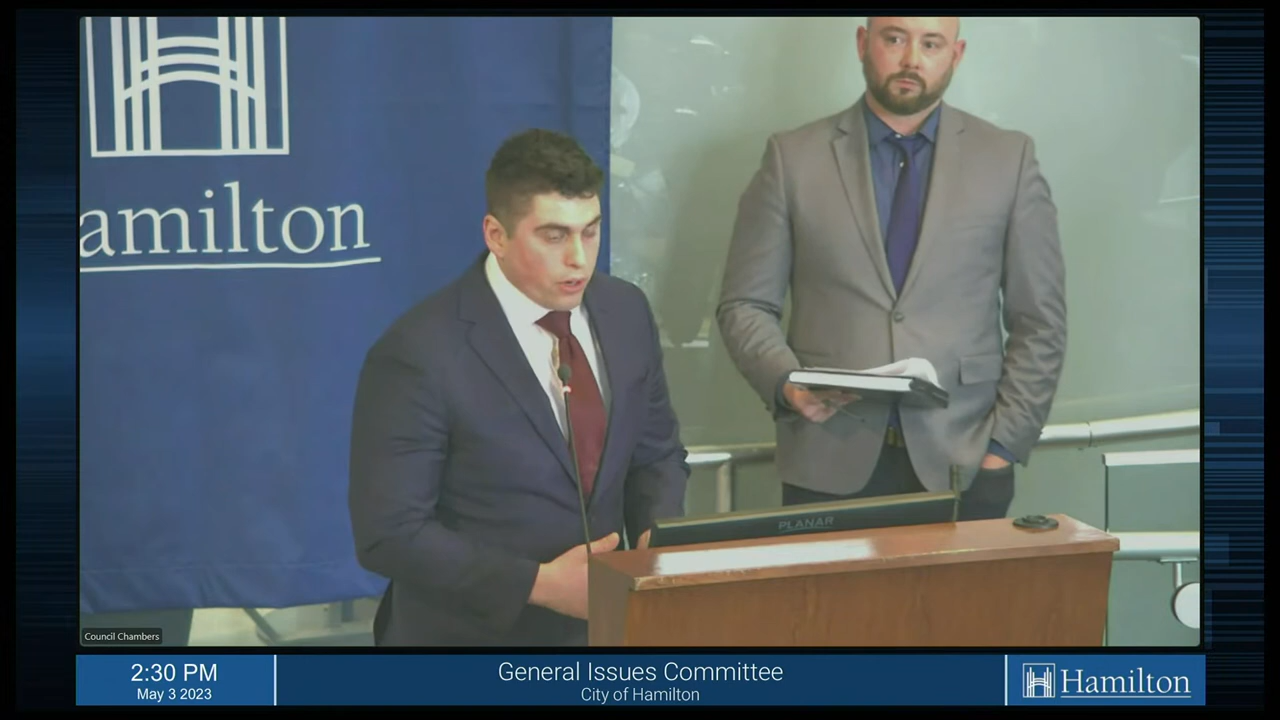 amilton
PLANAR
Council Chambers
2:30 PM
May 3 2023
General Issues Committee
City of Hamilton
Hamilton